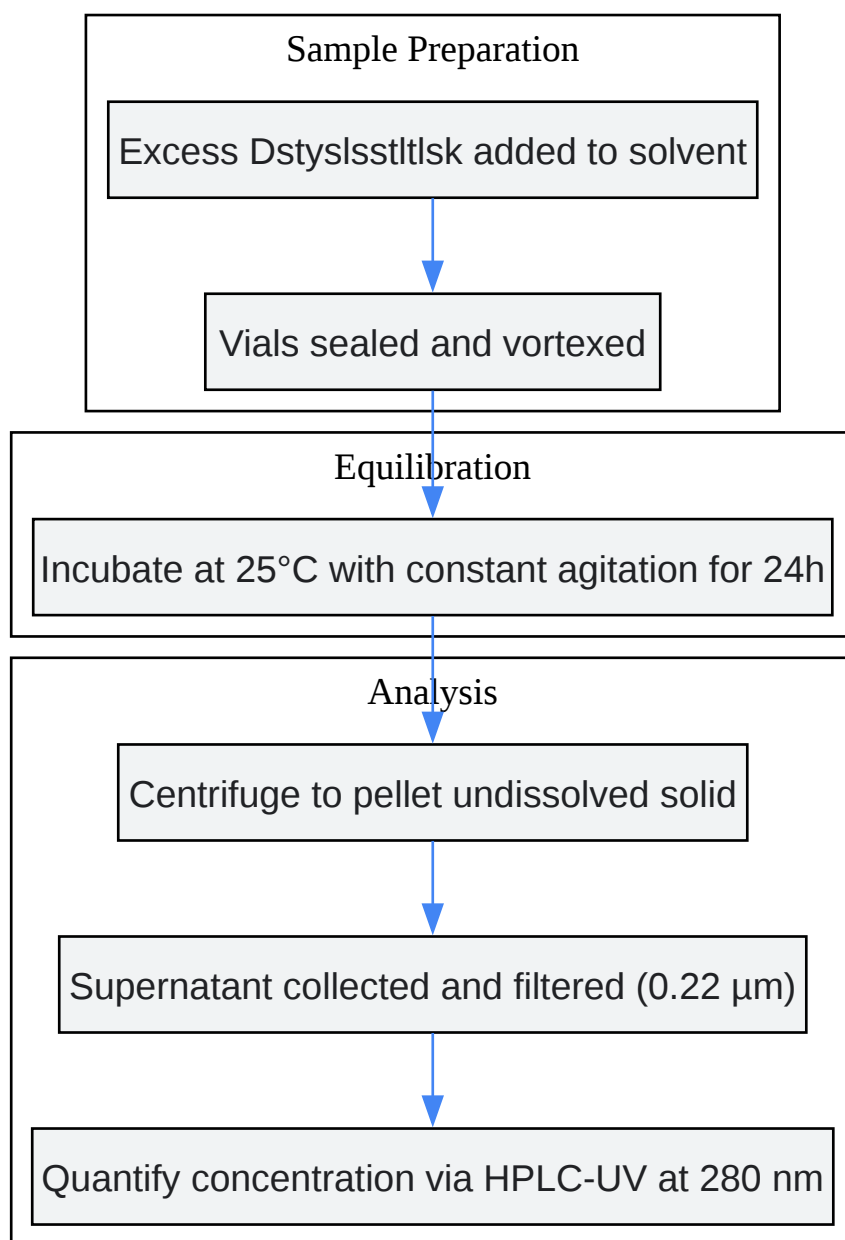 Sample Preparation
Excess Dstyslsstltlsk added to solvent
Vials sealed and vortexed
Equilibration
Incubate at 25°C with constant agitation for 24h
Analysis
Centrifuge to pellet undissolved solid
Supernatant collected and filtered (0.22 µm)
Quantify concentration via HPLC-UV at 280 nm